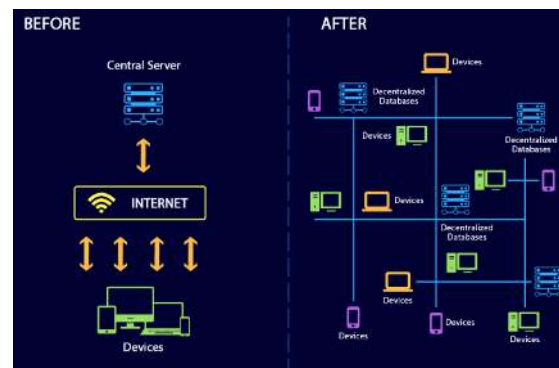 BEFORE
Central Server
INTERNET
Devices
AFTER
Devices
Decentralized
Databases
Devices
Decentralized
Databases
Devices
Decentralized
Databases
Devices
Devices
Devices
Devices